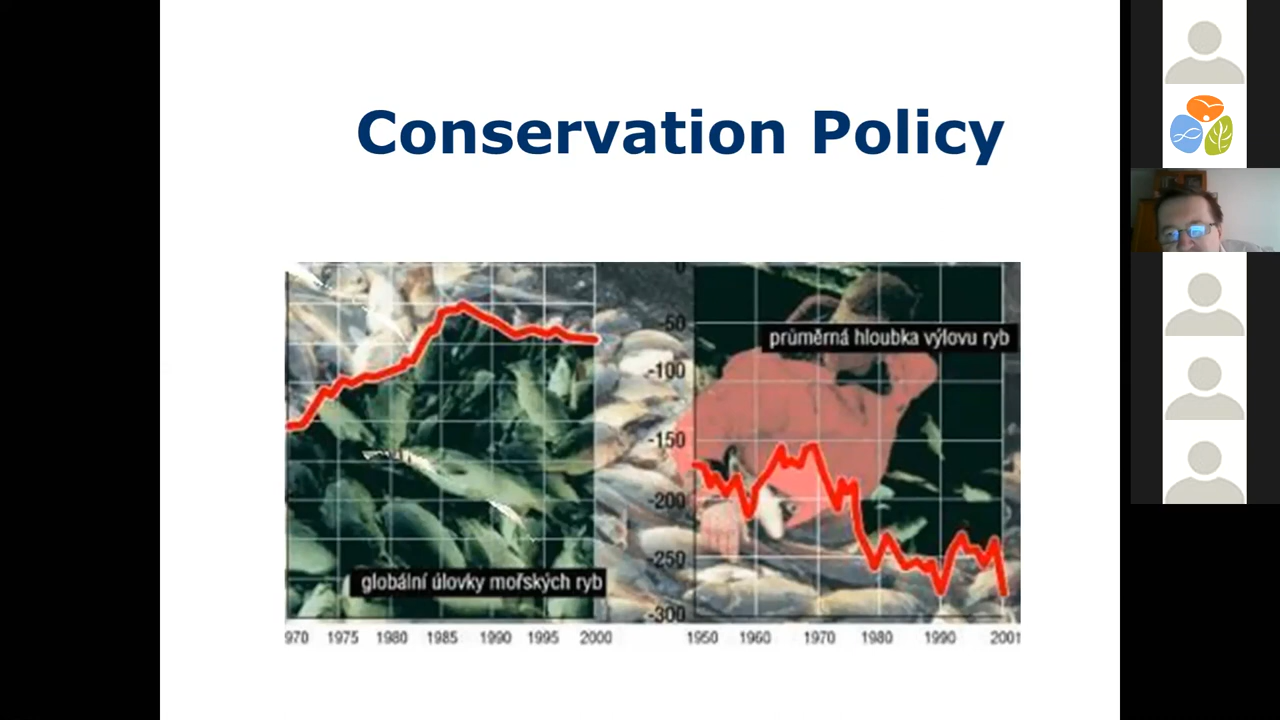 Conservation Policy
globální úlovky mořských ryb
970 1975 1980 1985 1990 1995 2000
průměrná hloubka výlovu ryb
0
-50
-100
-150
-200
-250
-300
1950 1960 1970 1980 1990 2001